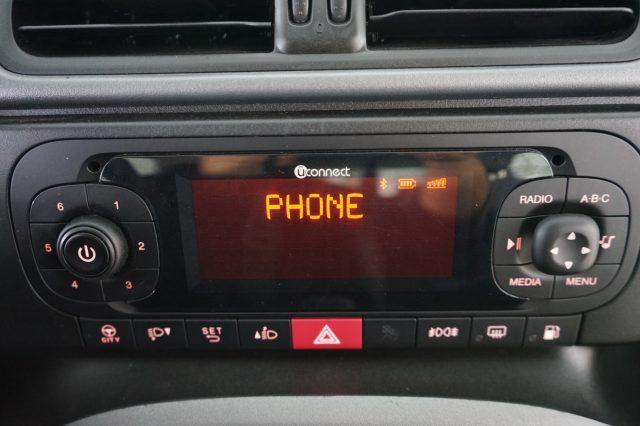 uconnect
PHONE
6 1
5 2
4 3
RADIO A-B-C
MEDIA MENU
CITY
SET